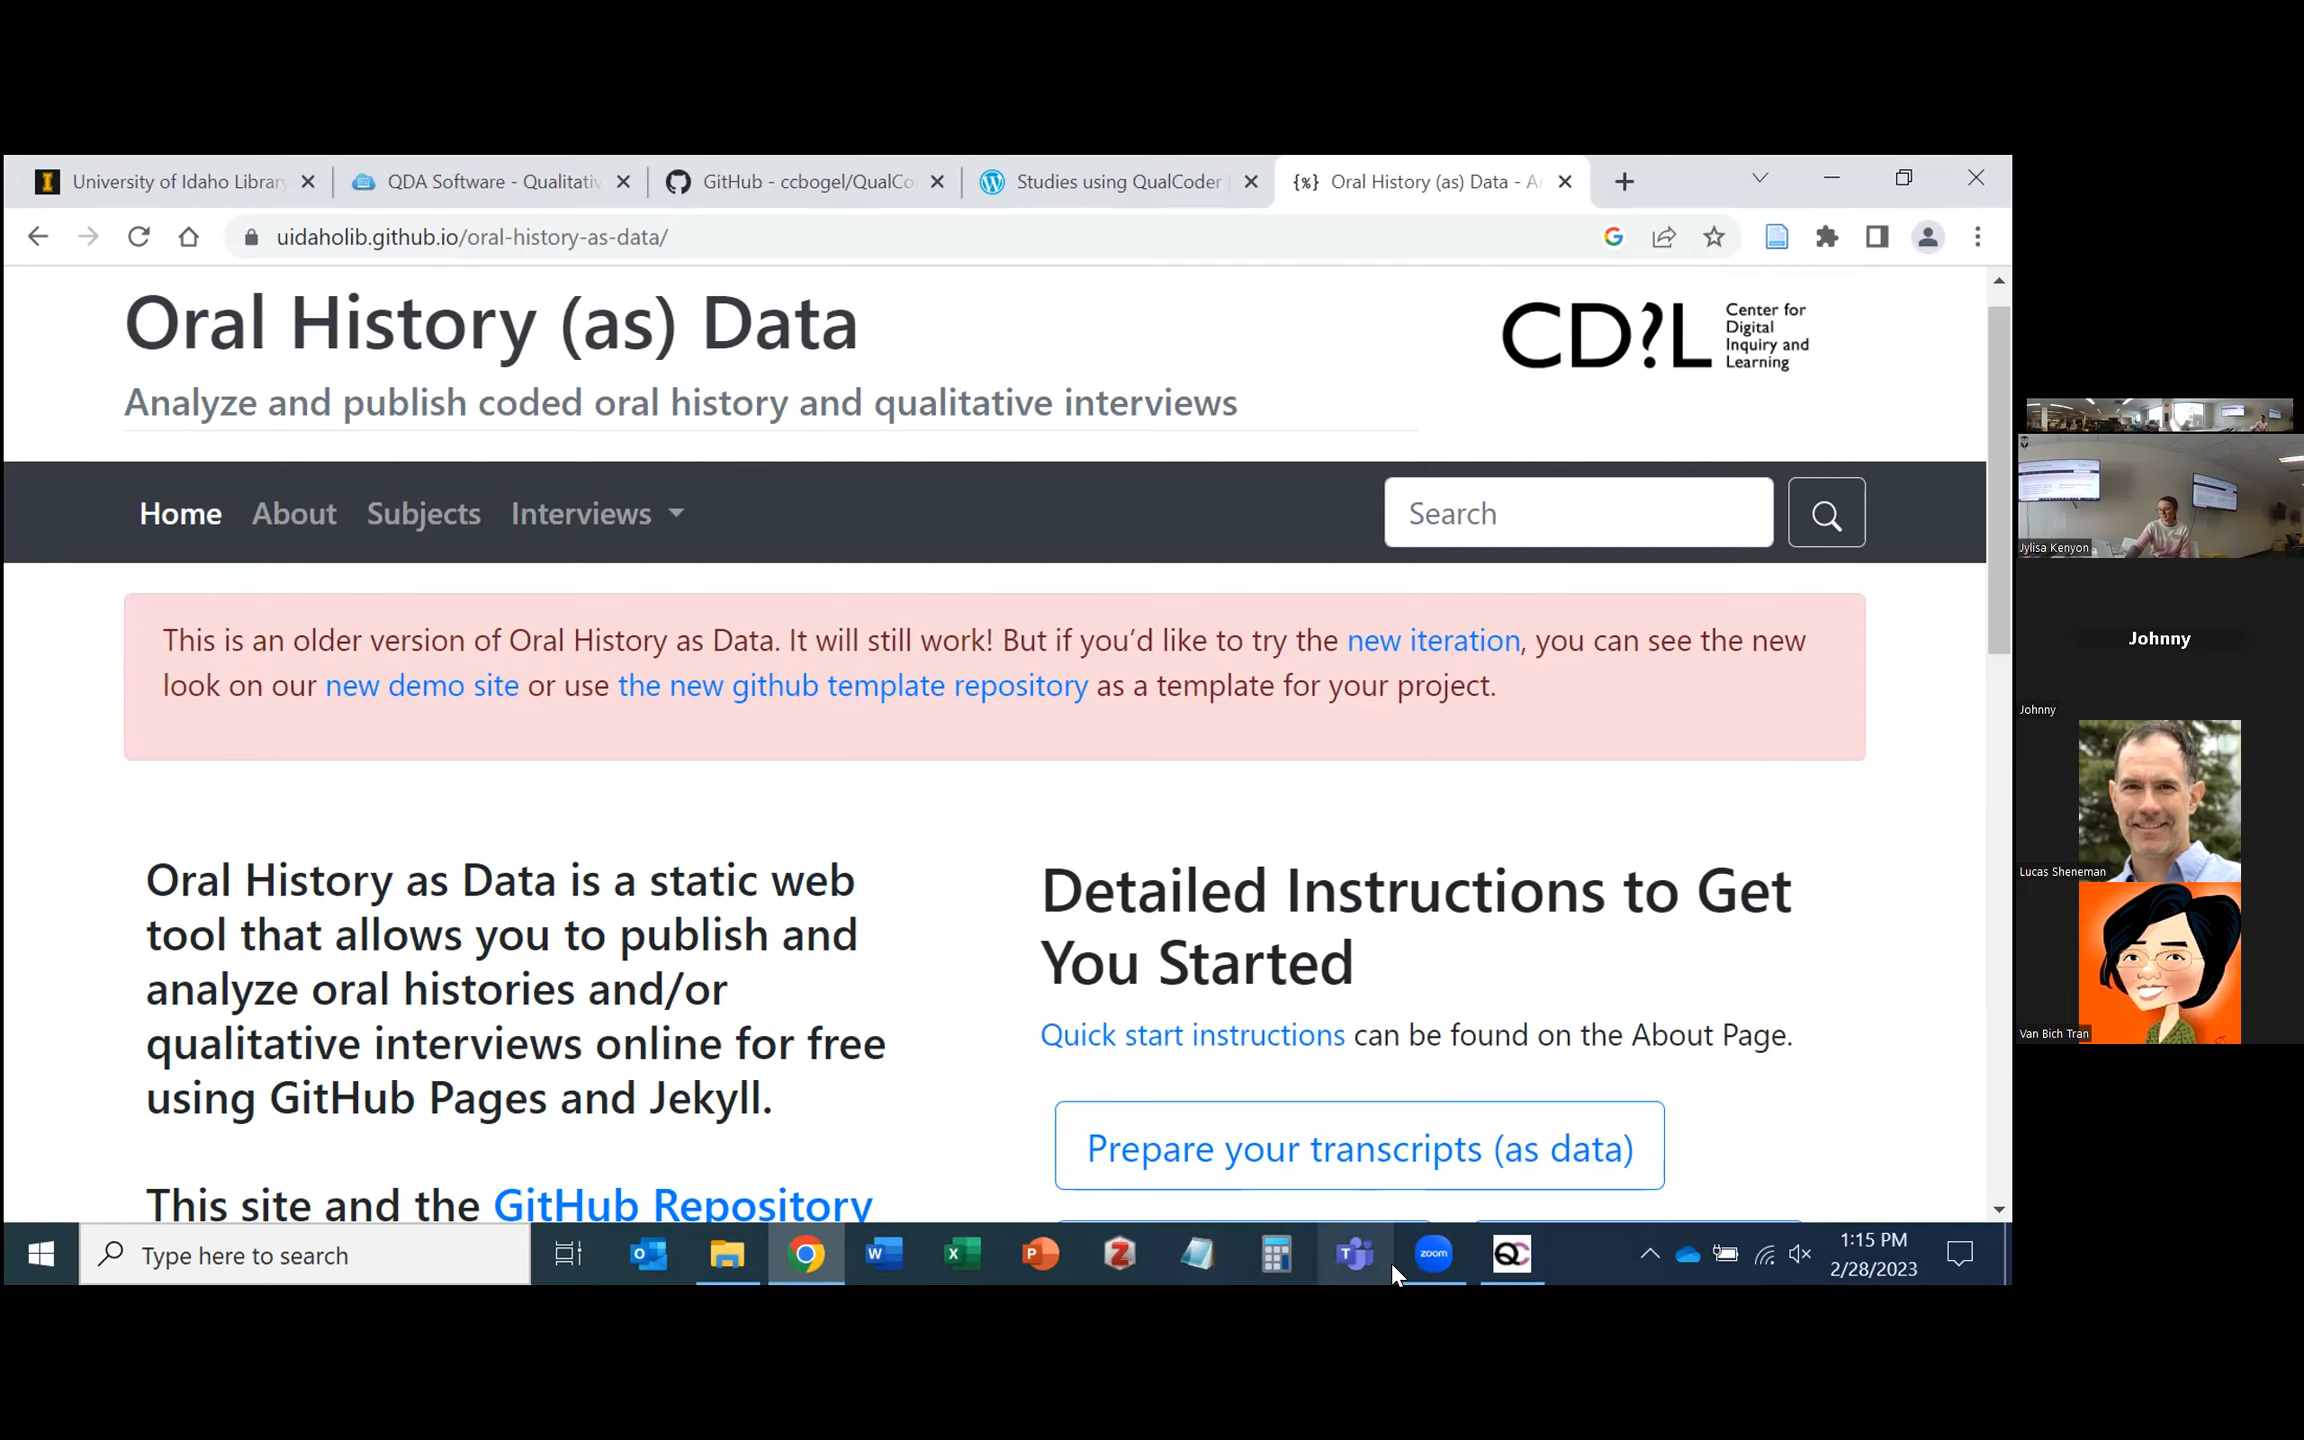 University of Idaho Librar
QDA Software - Qualitativ
GitHub - ccbogel/QualCo
Studies using QualCoder
{%} Oral History (as) Data - A
uidaholib.github.io/oral-history-as-data/
Oral History (as) Data
CD?L Center for
Digital
Inquiry and
Learning
Analyze and publish coded oral history and qualitative interviews
Home About Subjects Interviews
Search
This is an older version of Oral History as Data. It will still work! But if you’d like to try the new iteration, you can see the new
look on our new demo site or use the new github template repository as a template for your project.
Oral History as Data is a static web
tool that allows you to publish and
analyze oral histories and/or
qualitative interviews online for free
using GitHub Pages and Jekyll.
This site and the GitHub Repository
Detailed Instructions to Get
You Started
Quick start instructions can be found on the About Page.
Prepare your transcripts (as data)
Jylisa Kenyon
Johnny
Johnny
Lucas Sheneman
Van Bich Tran
Type here to search
zoom
QC
1:15 PM
2/28/2023